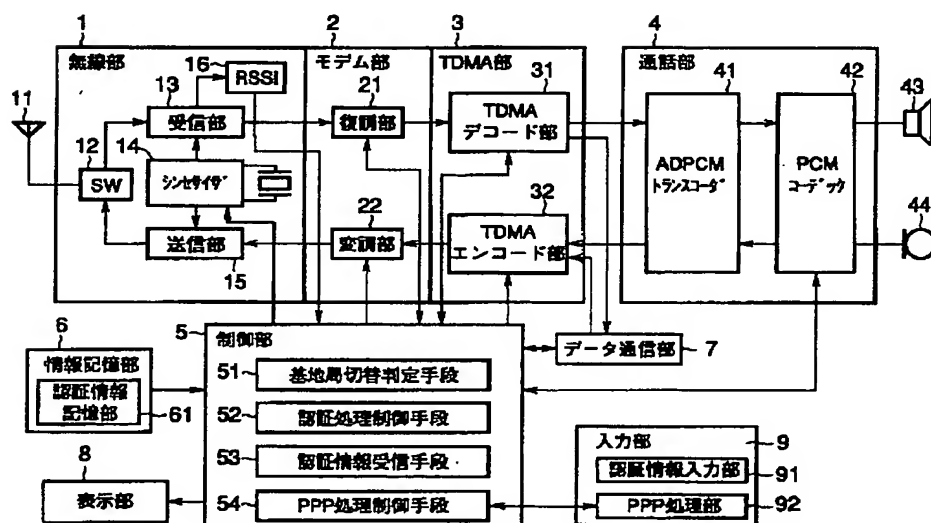 1
無線部
11
12
SW
13
受信部
14
シンセサイザ
送信部
15
16
RSSI
2
モデム部
21
復調部
22
変調部
3
TDMA部
31
TDMA
デコード部
32
TDMA
エンコード部
4
通話部
41
ADPCM
トランスコーダ
42
PCM
コーデック
43
44
5
制御部
51
基地局切替判定手段
52
認証処理制御手段
53
認証情報受信手段
54
PPP処理制御手段
6
情報記憶部
認証情報
記憶部
61
データ通信部
7
8
表示部
9
入力部
認証情報入力部
91
PPP処理部
92